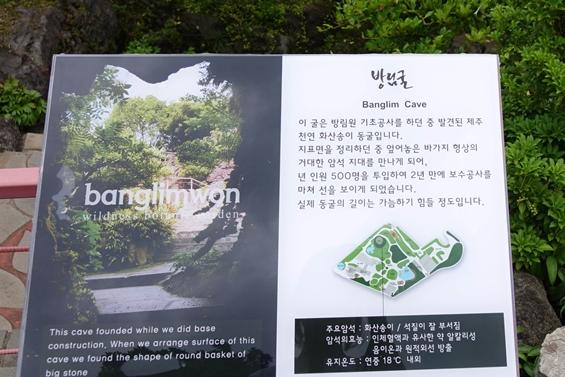 banglimwon
wildness botanic garden
This cave founded while we did base
construction, When we arrange surface of this
cave we found the shape of round basket of
big stone
방림굴
Banglim Cave
이 굴은 방림원 기초공사를 하던 중 발견된 제주
천연 화산송이 동굴입니다.
지표면을 정리하던 중 엎어놓은 바가지 형상의
거대한 암석 지대를 만나게 되어,
년 인원 500명을 투입하여 2년 만에 보수공사를
마쳐 선을 보이게 되었습니다.
실제 동굴의 길이는 가늠하기 힘들 정도입니다.
주요암석 : 화산송이 / 석질이 잘 부서짐
암석의효능 : 인체혈액과 유사한 약 알칼리성
음이온과 원적외선 방출
유지온도 : 연중 18℃ 내외